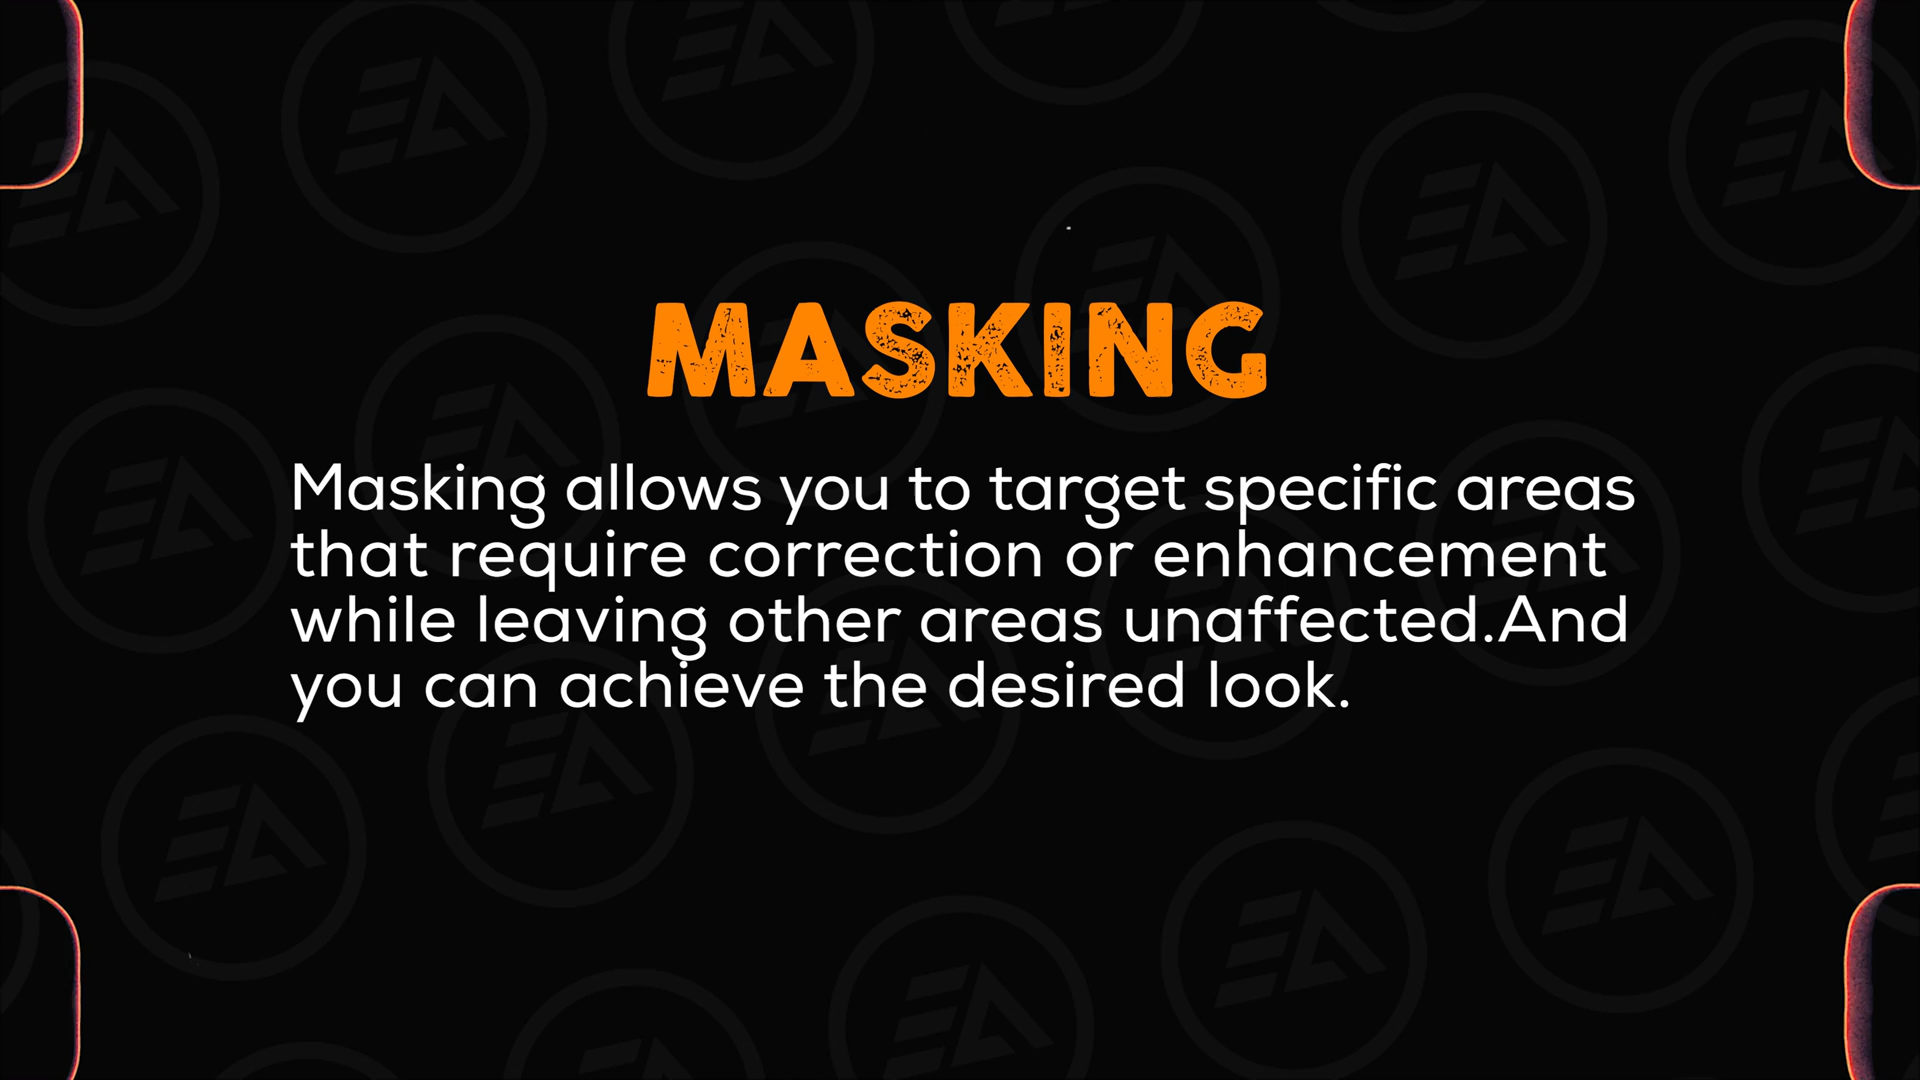 MASKING
Masking allows you to target specific areas
that require correction or enhancement
while leaving other areas unaffected.And
you can achieve the desired look.